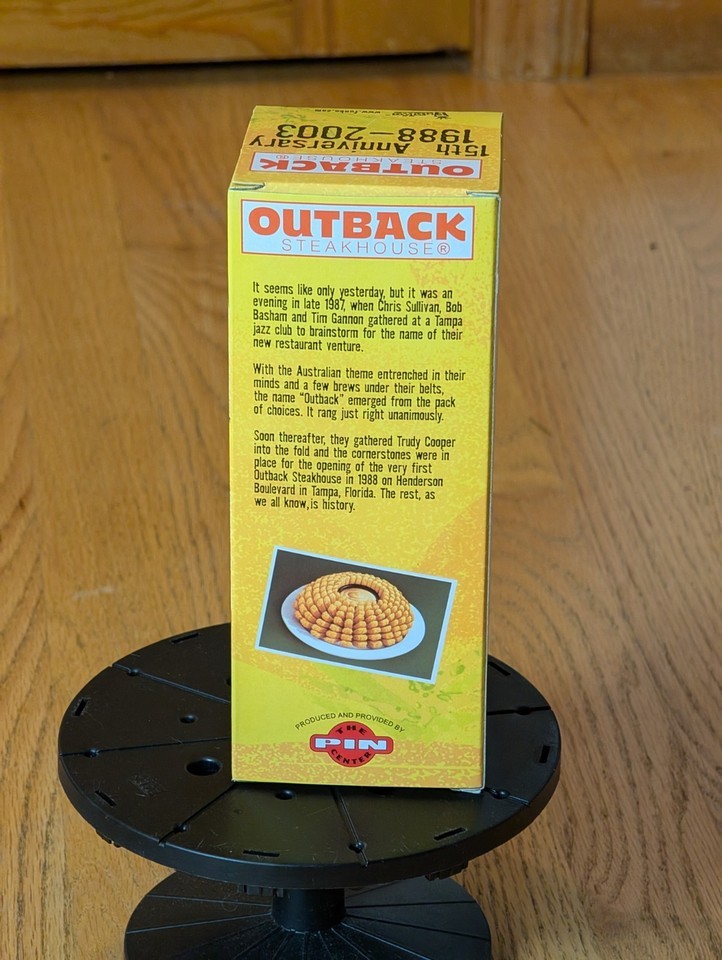 www.funko.com Funko
15th Anniversary
1988-2003
OUTBACK
STEAKHOUSE®
OUTBACK
STEAKHOUSE®
It seems like only yesterday, but it was an
evening in late 1987, when Chris Sullivan, Bob
Basham and Tim Gannon gathered at a Tampa
jazz club to brainstorm for the name of their
new restaurant venture.
With the Australian theme entrenched in their
minds and a few brews under their belts,
the name "Outback" emerged from the pack
of choices. It rang just right unanimously.
Soon thereafter, they gathered Trudy Cooper
into the fold and the cornerstones were in
place for the opening of the very first
Outback Steakhouse in 1988 on Henderson
Boulevard in Tampa, Florida. The rest, as
we all know, is history.
PRODUCED AND PROVIDED BY
THE
PIN
CENTER